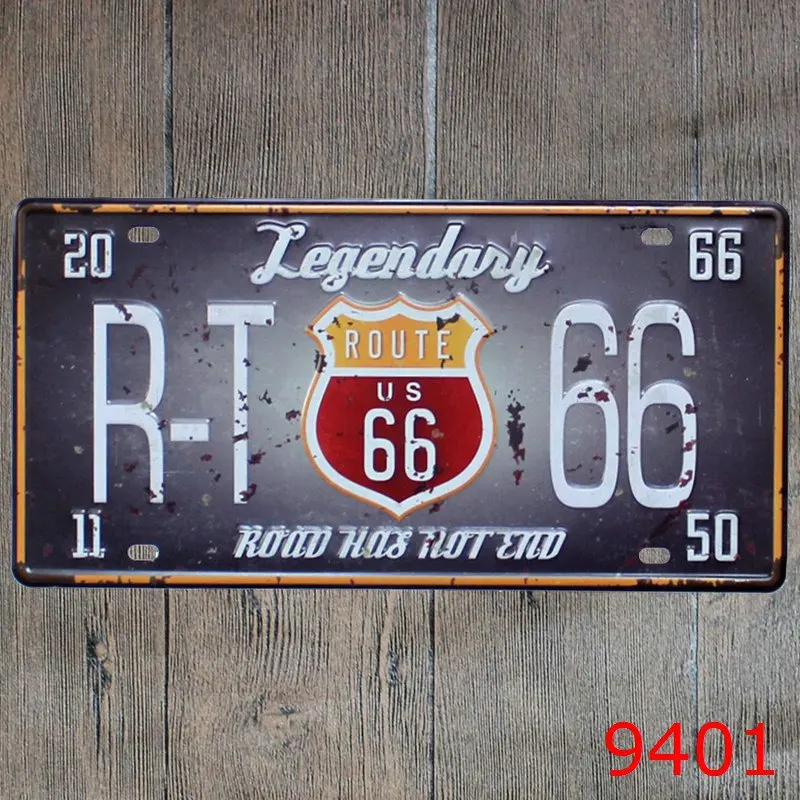 20 Legendary 66
R-T 66
ROUTE
US
66
11 ROAD HAS NOT END 50
9401